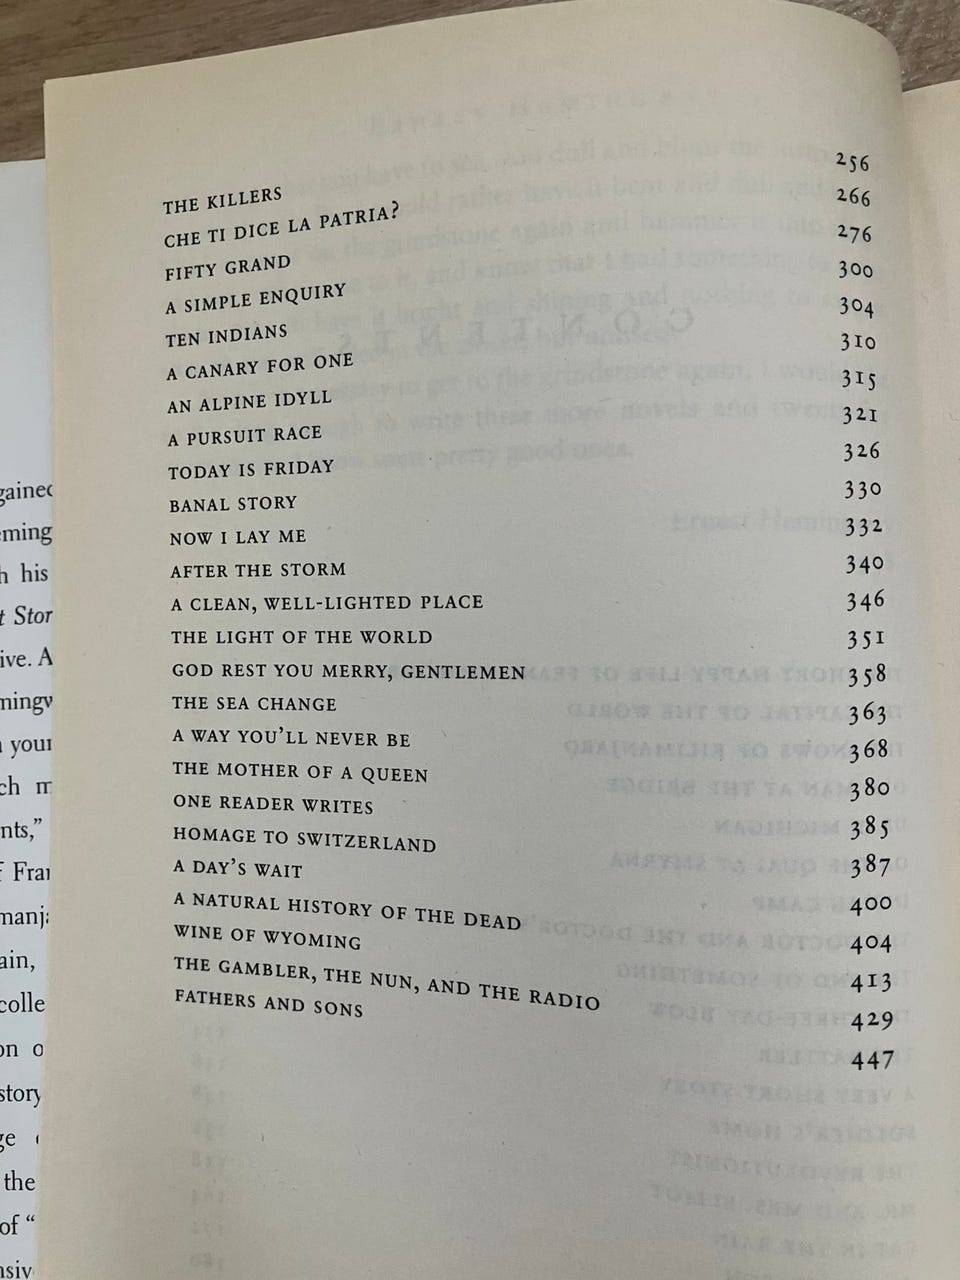 THE KILLERS 256
CHE TI DICE LA PATRIA? 266
FIFTY GRAND 276
A SIMPLE ENQUIRY 300
TEN INDIANS 304
A CANARY FOR ONE 310
AN ALPINE IDYLL 315
A PURSUIT RACE 321
TODAY IS FRIDAY 326
BANAL STORY 330
NOW I LAY ME 332
AFTER THE STORM 340
A CLEAN, WELL-LIGHTED PLACE 346
THE LIGHT OF THE WORLD 351
GOD REST YOU MERRY, GENTLEMEN 358
THE SEA CHANGE 363
A WAY YOU'LL NEVER BE 368
THE MOTHER OF A QUEEN 380
ONE READER WRITES 385
HOMAGE TO SWITZERLAND 387
A DAY'S WAIT 400
A NATURAL HISTORY OF THE DEAD 404
WINE OF WYOMING 413
THE GAMBLER, THE NUN, AND THE RADIO 429
FATHERS AND SONS 447
his
A
story
the
of “